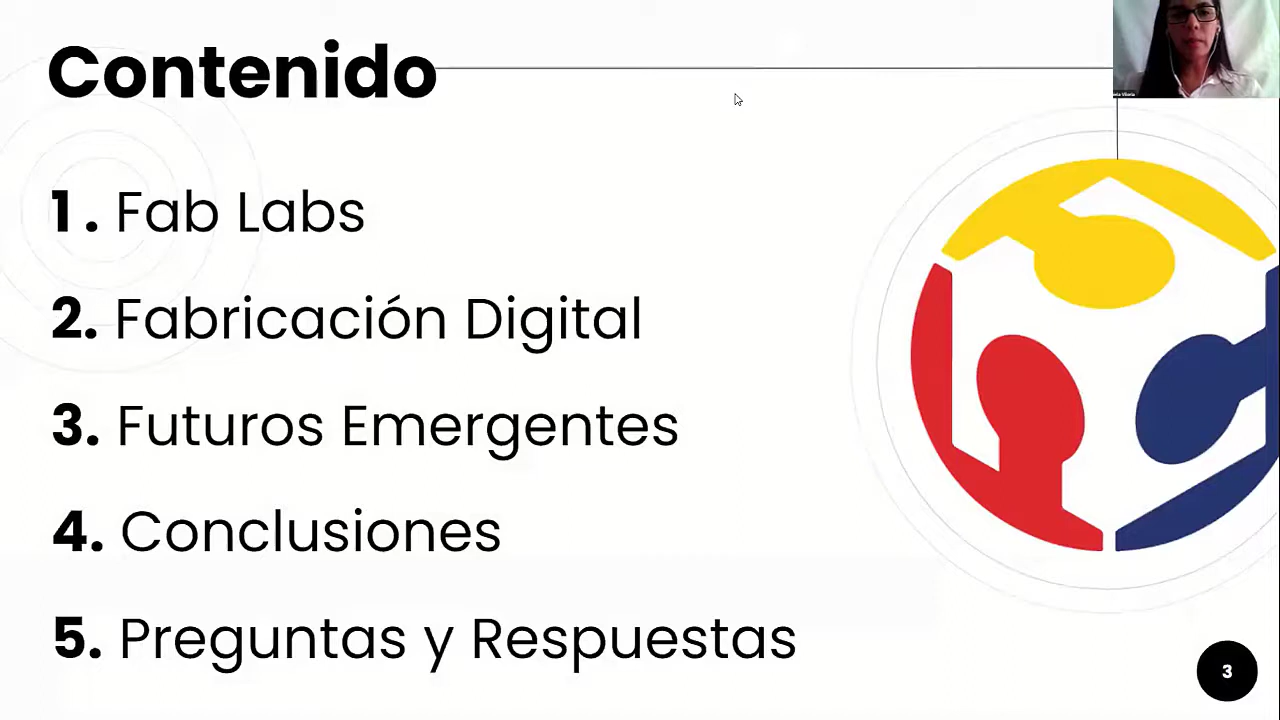 Contenido
1. Fab Labs
2. Fabricación Digital
3. Futuros Emergentes
4. Conclusiones
5. Preguntas y Respuestas
3